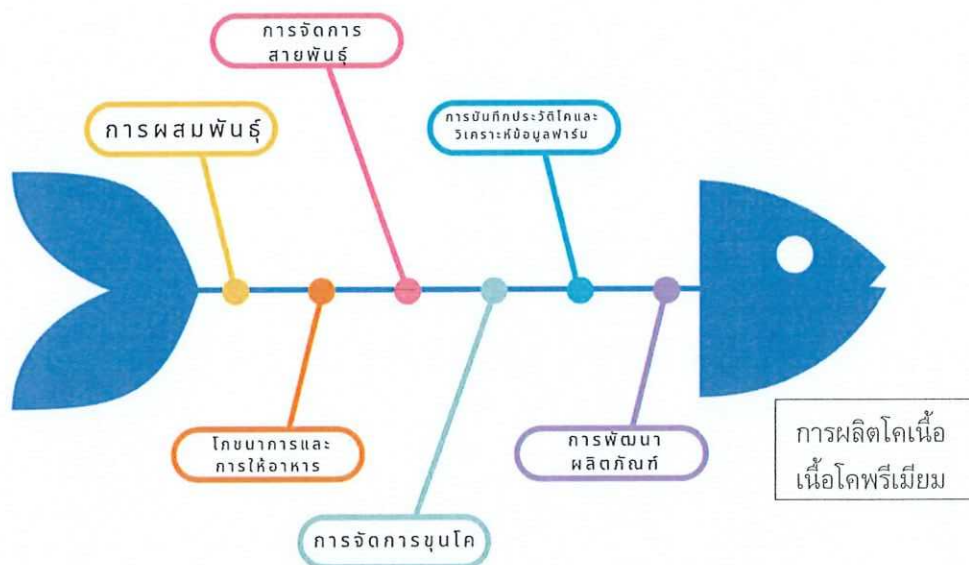 การจัดการ
สายพันธุ์
การผสมพันธุ์
การบันทึกประวัติโคและ
วิเคราะห์ข้อมูลฟาร์ม
โภชนาการและ
การให้อาหาร
การพัฒนา
ผลิตภัณฑ์
การจัดการขุนโค
การผลิตโคเนื้อ
เนื้อโคพรีเมียม